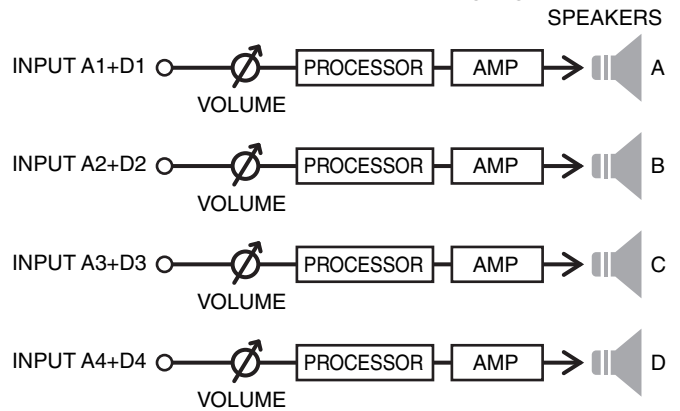 SPEAKERS
INPUT A1+D1 PROCESSOR AMP A
VOLUME
INPUT A2+D2 PROCESSOR AMP B
VOLUME
INPUT A3+D3 PROCESSOR AMP C
VOLUME
INPUT A4+D4 PROCESSOR AMP D
VOLUME